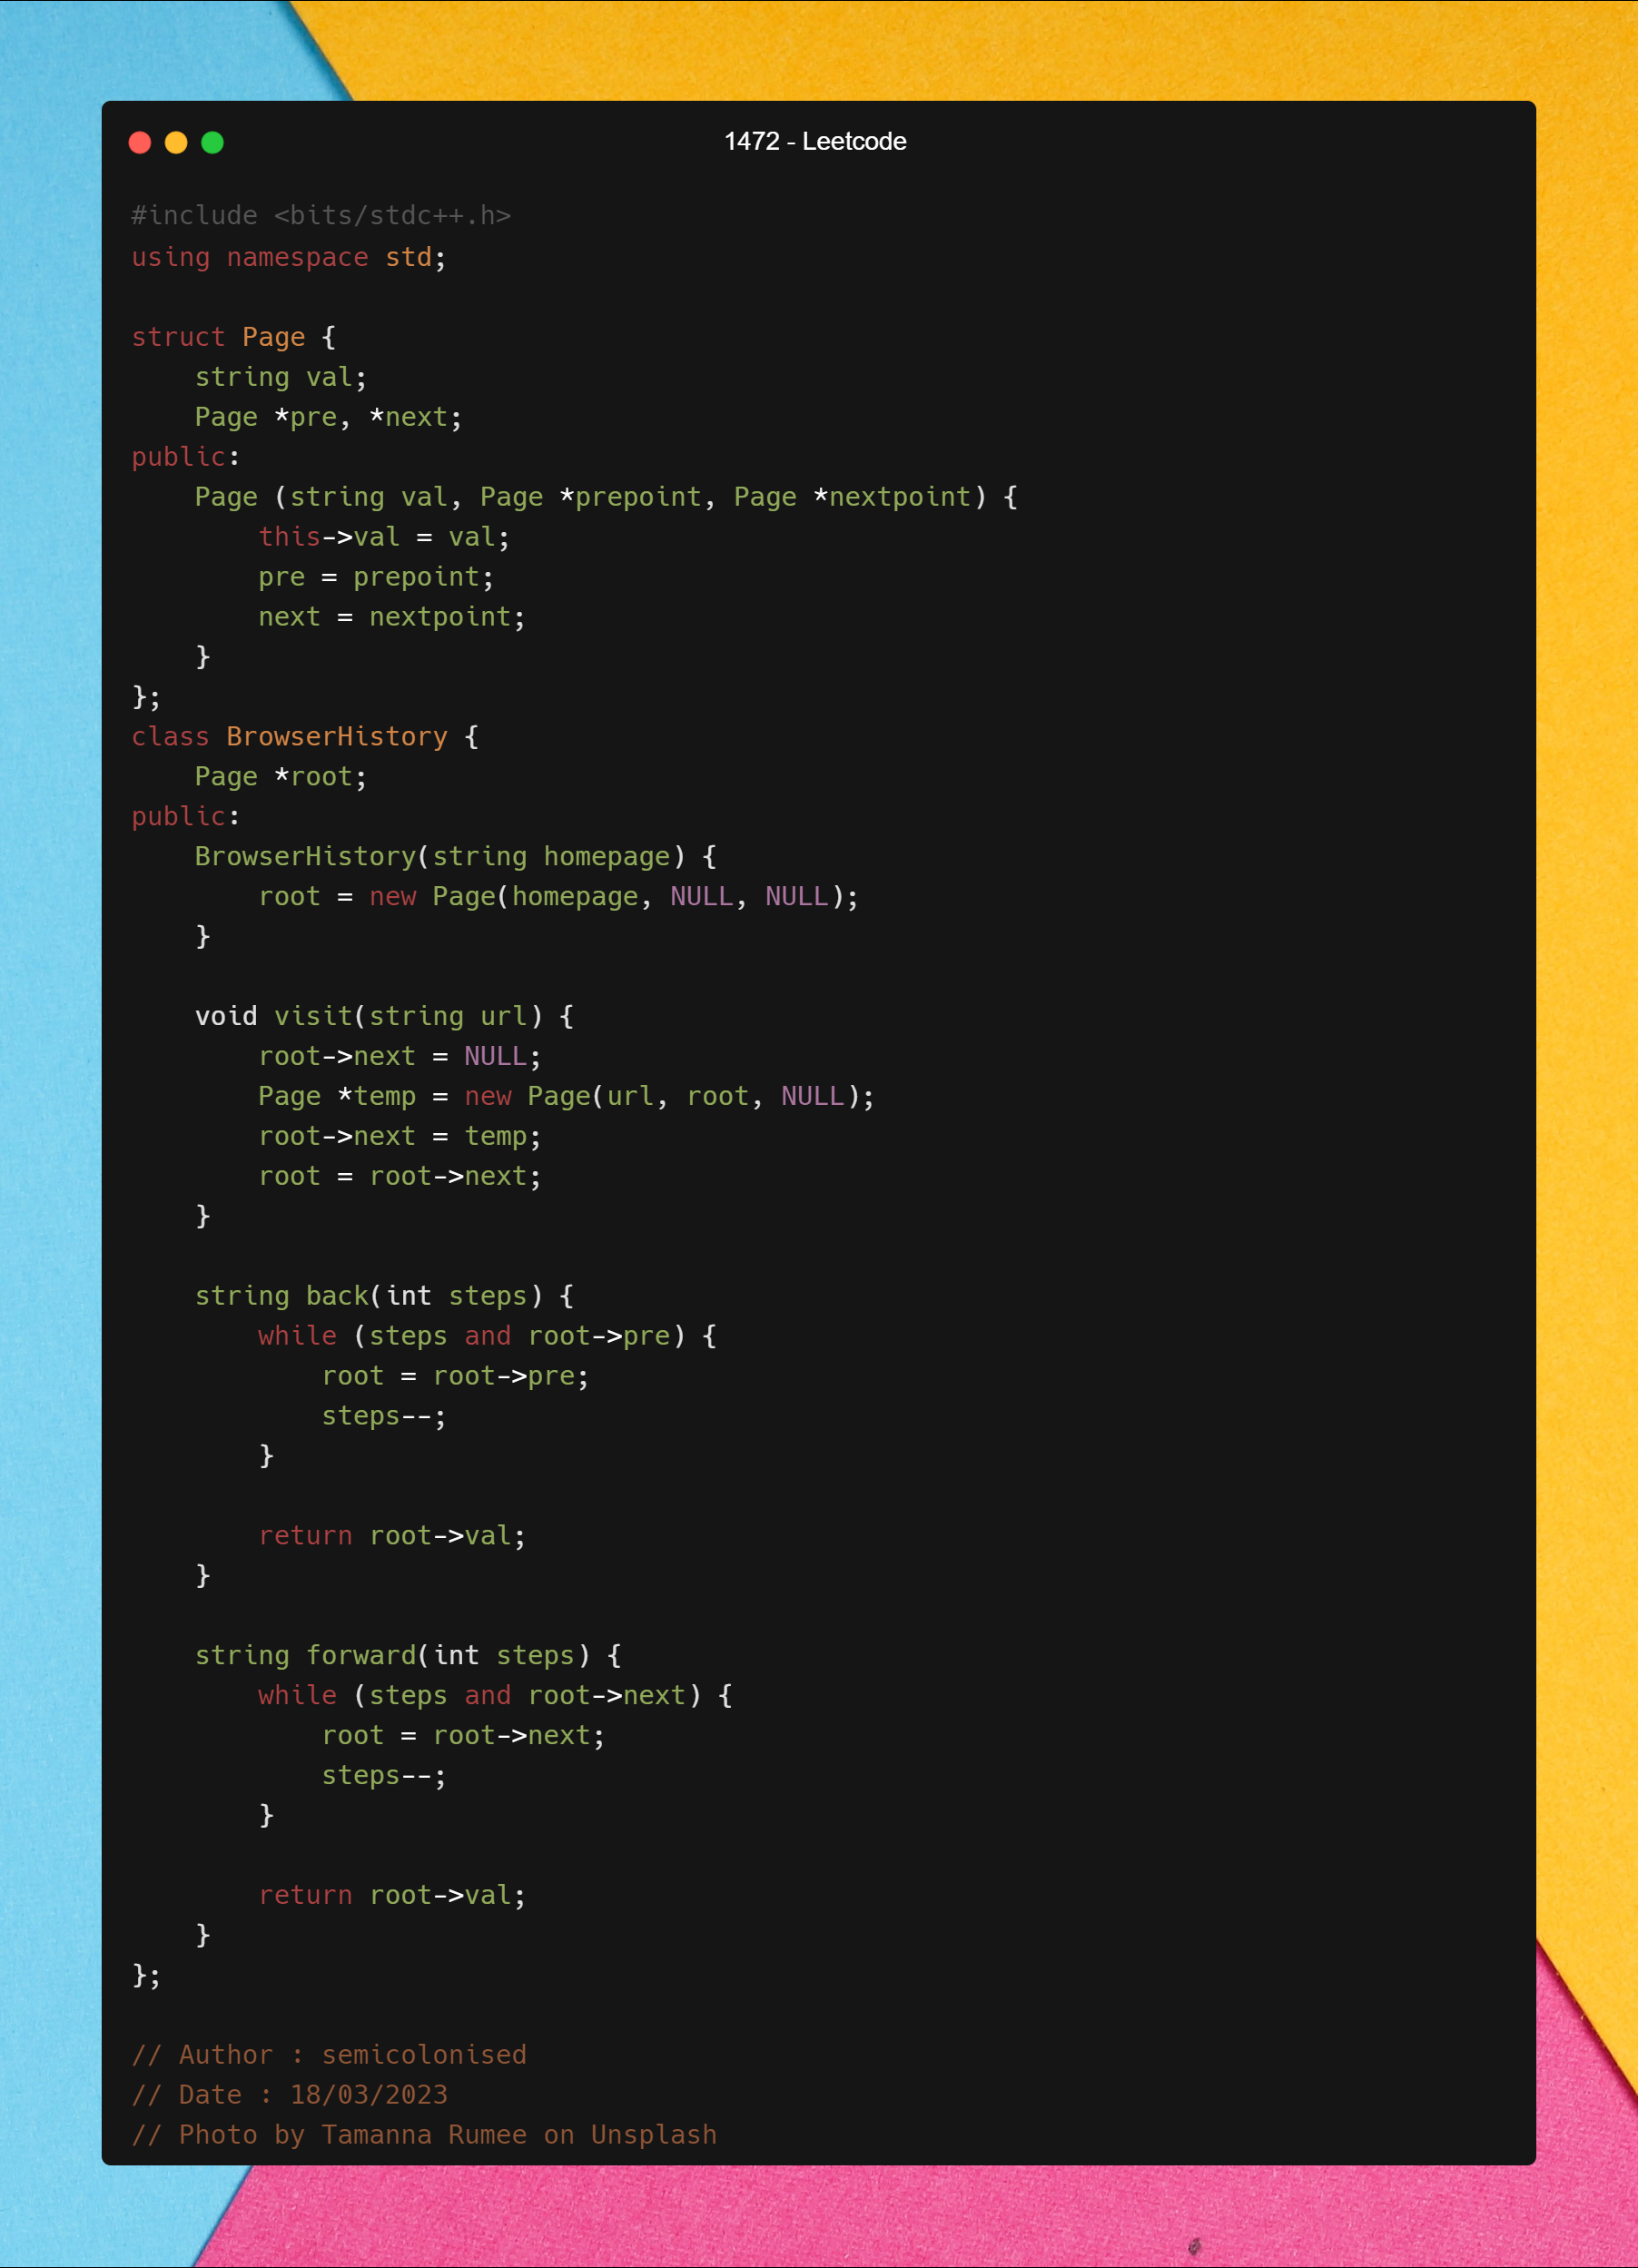 1472 - Leetcode
#include <bits/stdc++.h>
using namespace std;
struct Page {
    string val;
    Page *pre, *next;
public:
    Page (string val, Page *prepoint, Page *nextpoint) {
        this->val = val;
        pre = prepoint;
        next = nextpoint;
    }
};
class BrowserHistory {
    Page *root;
public:
    BrowserHistory(string homepage) {
        root = new Page(homepage, NULL, NULL);
    }
    void visit(string url) {
        root->next = NULL;
        Page *temp = new Page(url, root, NULL);
        root->next = temp;
        root = root->next;
    }
    string back(int steps) {
        while (steps and root->pre) {
            root = root->pre;
            steps--;
        }
        return root->val;
    }
    string forward(int steps) {
        while (steps and root->next) {
            root = root->next;
            steps--;
        }
        return root->val;
    }
};
// Author : semicolonised
// Date : 18/03/2023
// Photo by Tamanna Rumee on Unsplash